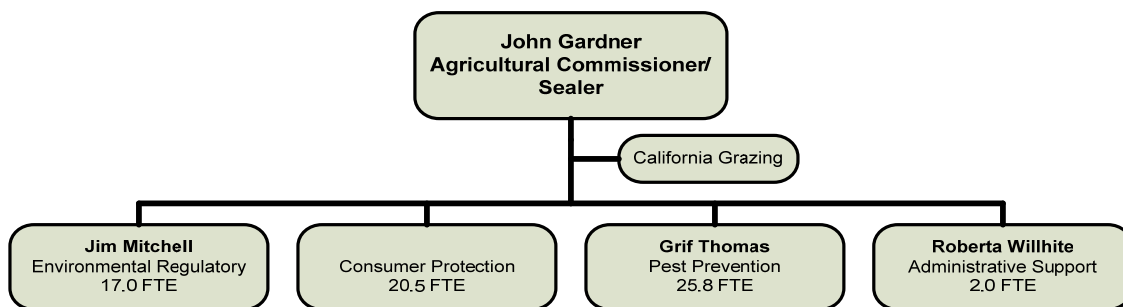 John Gardner
Agricultural Commissioner/
Sealer
California Grazing
Jim Mitchell
Environmental Regulatory
17.0 FTE
Consumer Protection
20.5 FTE
Grif Thomas
Pest Prevention
25.8 FTE
Roberta Willhite
Administrative Support
2.0 FTE